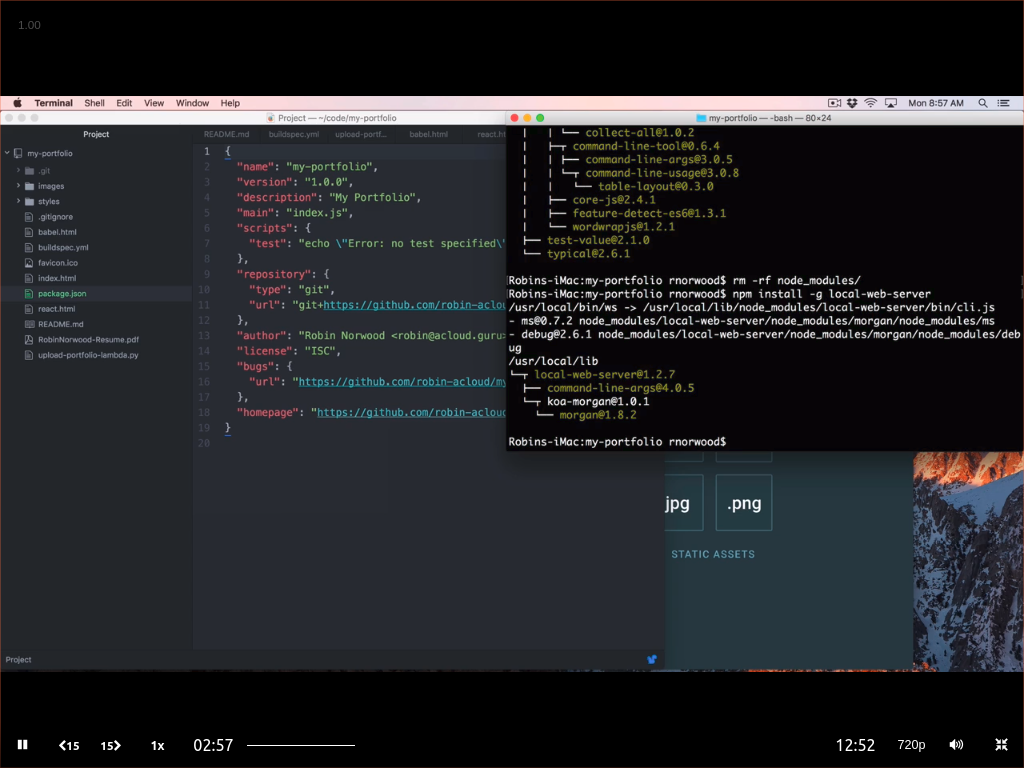 1.00
Terminal Shell Edit View Window Help
Mon 8:57 AM
Project — ~/code/my-portfolio
my-portfolio — -bash — 80×24
Project
README.md buildspec.yml upload-portf... babel.html react.ht
my-portfolio
.git
images
styles
.gitignore
babel.html
buildspec.yml
favicon.ico
index.html
package.json
react.html
README.md
RobinNorwood-Resume.pdf
upload-portfolio-lambda.py
1 {
2 "name": "my-portfolio",
3 "version": "1.0.0",
4 "description": "My Portfolio",
5 "main": "index.js",
6 "scripts": {
7 "test": "echo \"Error: no test specified\"
8 },
9 "repository": {
10 "type": "git",
11 "url": "git+https://github.com/robin-aclou
12 },
13 "author": "Robin Norwood <robin@acloud.guru>
14 "license": "ISC",
15 "bugs": {
16 "url": "https://github.com/robin-acloud/my
17 },
18 "homepage": "https://github.com/robin-acloud
19 }
20
│ │ └── collect-all@1.0.2
│ ├─┬ command-line-tool@0.6.4
│ │ ├── command-line-args@3.0.5
│ │ └─┬ command-line-usage@3.0.8
│ │   └── table-layout@0.3.0
│ ├── core-js@2.4.1
│ ├── feature-detect-es6@1.3.1
│ └── wordwrapjs@1.2.1
├── test-value@2.1.0
└── typical@2.6.1
[Robins-iMac:my-portfolio rnorwood$ rm -rf node_modules/ ]
[Robins-iMac:my-portfolio rnorwood$ npm install -g local-web-server ]
/usr/local/bin/ws -> /usr/local/lib/node_modules/local-web-server/bin/cli.js
- ms@0.7.2 node_modules/local-web-server/node_modules/morgan/node_modules/ms
- debug@2.6.1 node_modules/local-web-server/node_modules/morgan/node_modules/deb
ug
/usr/local/lib
└─┬ local-web-server@1.2.7
  ├── command-line-args@4.0.5
  └─┬ koa-morgan@1.0.1
    └── morgan@1.8.2
Robins-iMac:my-portfolio rnorwood$
jpg .png
STATIC ASSETS
Project
15 15 1x 02:57 12:52 720p